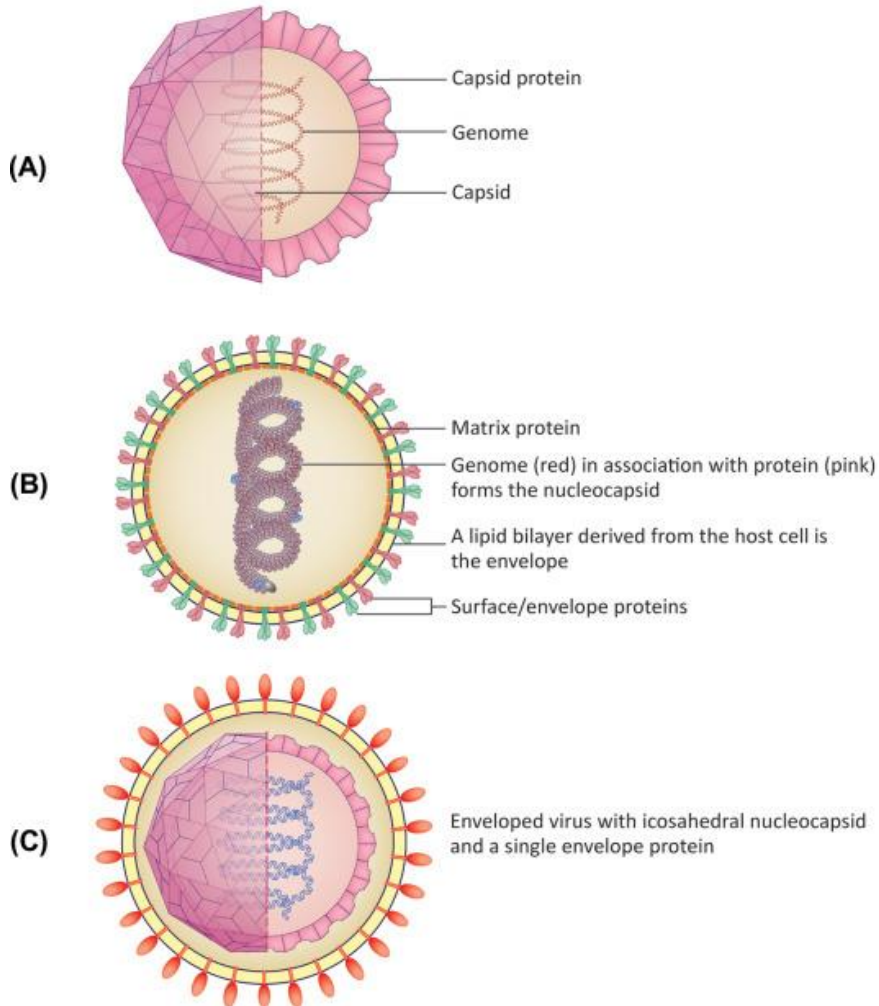 (A)
Capsid protein
Genome
Capsid
(B)
Matrix protein
Genome (red) in association with protein (pink)
forms the nucleocapsid
A lipid bilayer derived from the host cell is
the envelope
Surface/envelope proteins
(C)
Enveloped virus with icosahedral nucleocapsid
and a single envelope protein